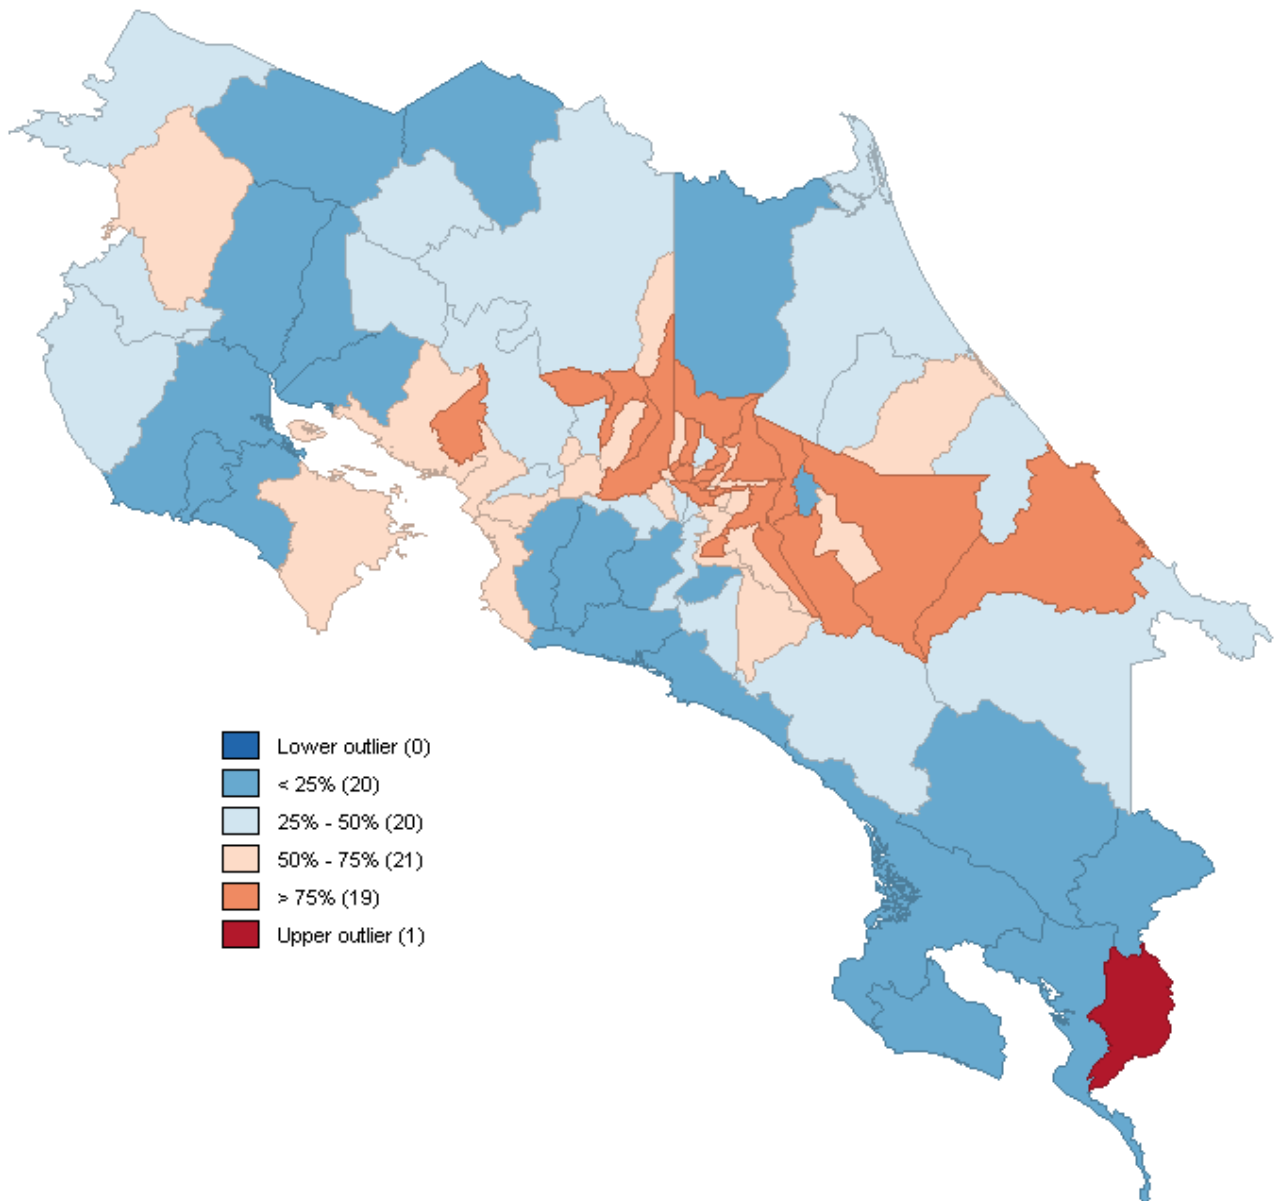 Lower outlier (0)
< 25% (20)
25% - 50% (20)
50% - 75% (21)
> 75% (19)
Upper outlier (1)